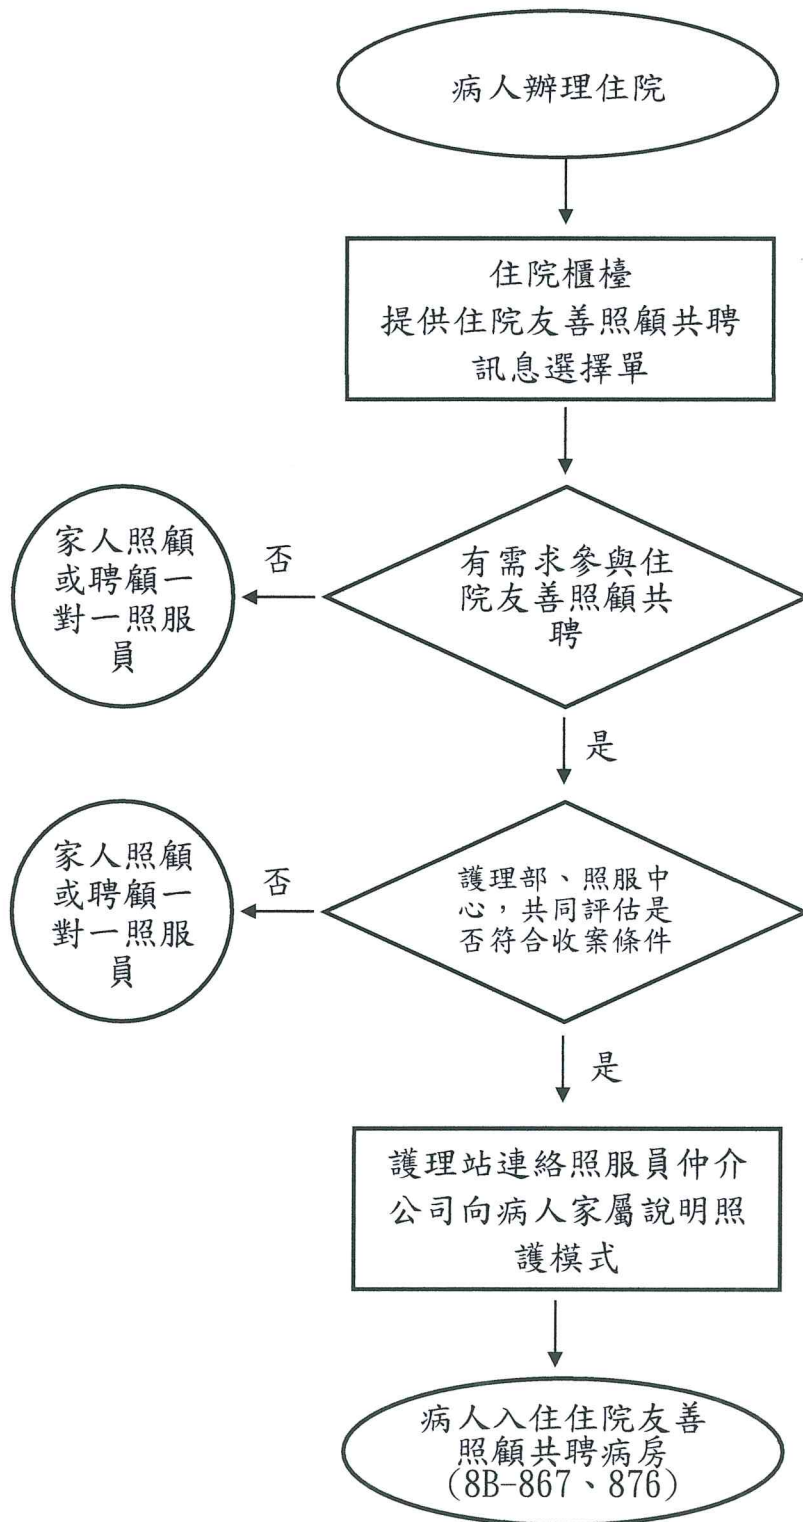 病人辦理住院
住院櫃檯
提供住院友善照顧共聘
訊息選擇單
家人照顧
或聘顧一
對一照服
員
否
有需求參與住
院友善照顧共
聘
是
家人照顧
或聘顧一
對一照服
員
否
護理部、照服中
心，共同評估是
否符合收案條件
是
護理站連絡照服員仲介
公司向病人家屬說明照
護模式
病人入住住院友善
照顧共聘病房
(8B-867、876)